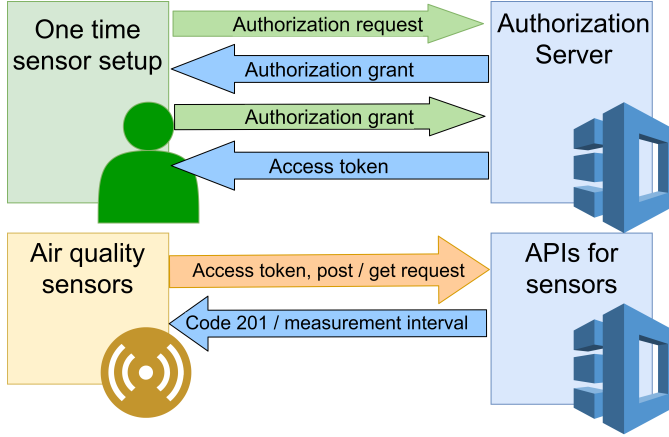 One time
sensor setup
Authorization request
Authorization grant
Authorization grant
Access token
Authorization
Server
Air quality
sensors
Access token, post / get request
Code 201 / measurement interval
APIs for
sensors